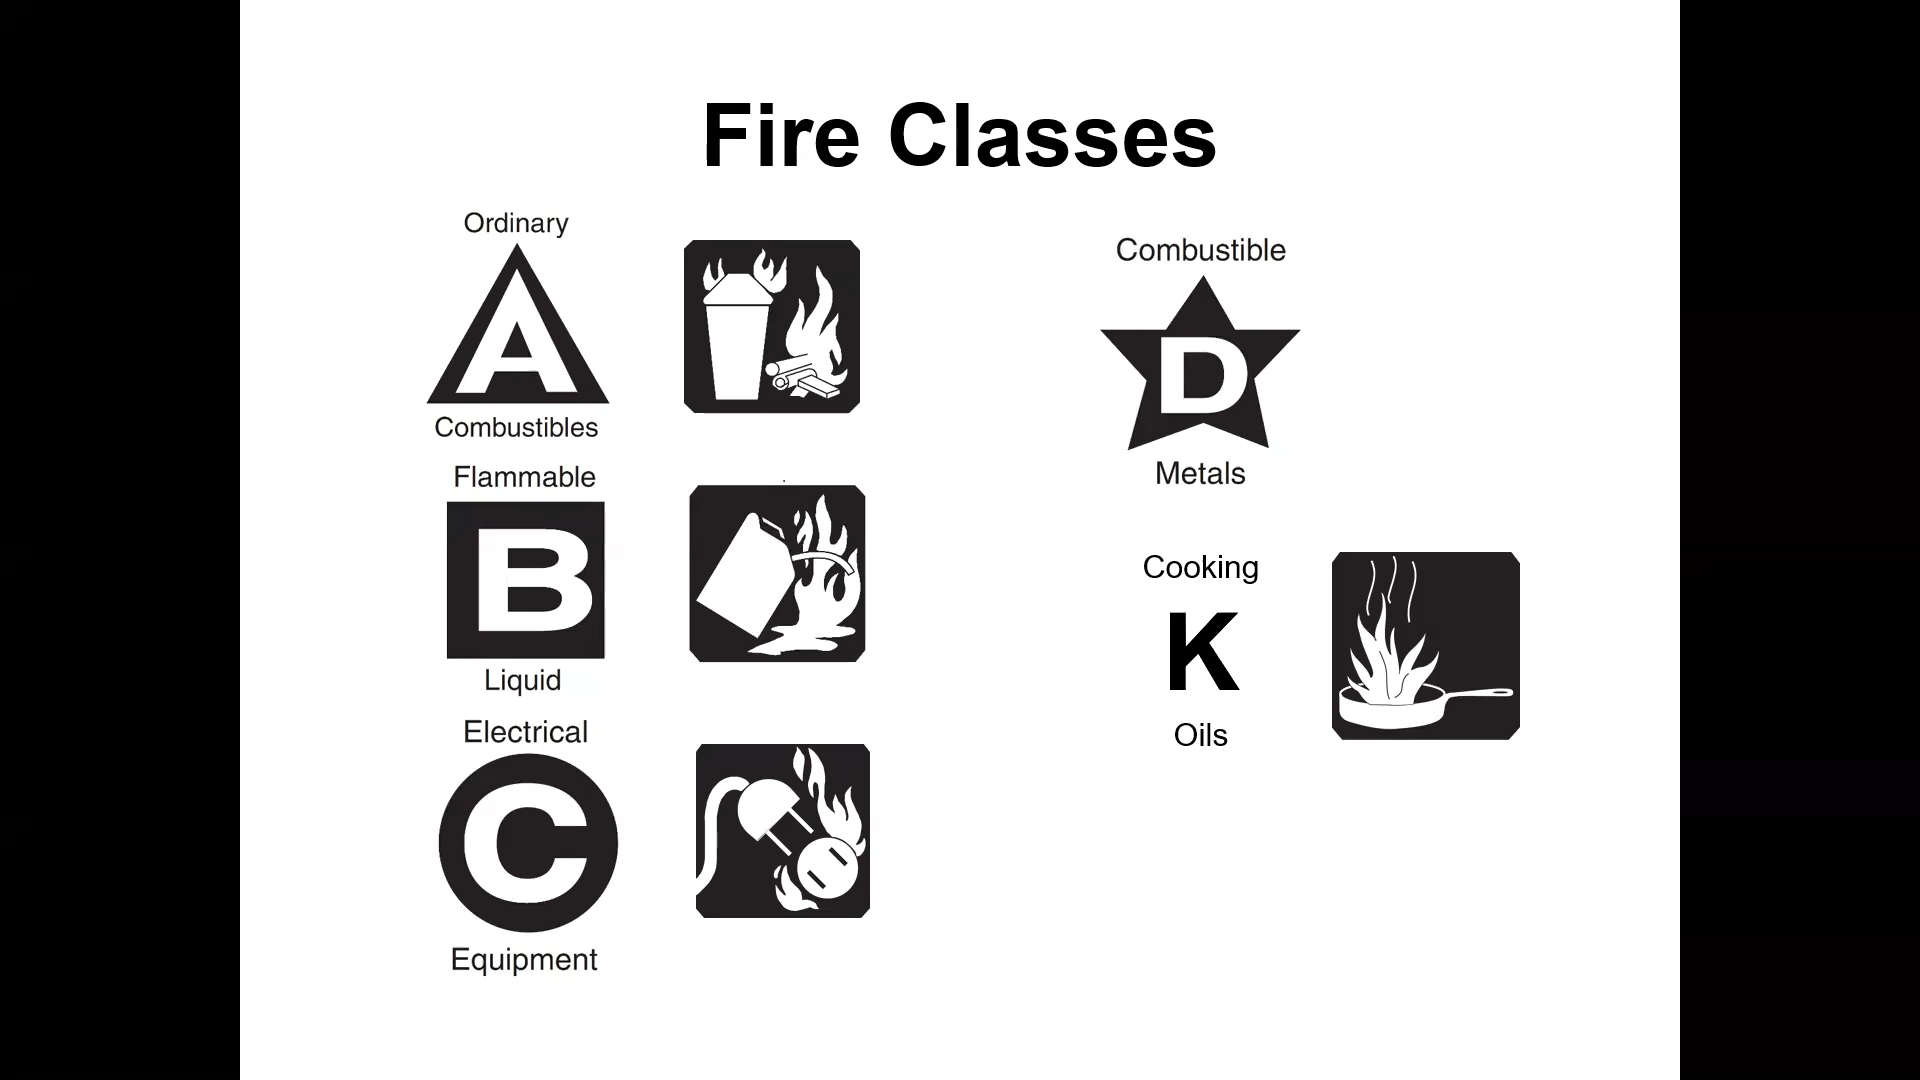 Fire Classes
Ordinary
A
Combustibles
Flammable
B
Liquid
Electrical
C
Equipment
Combustible
D
Metals
Cooking
K
Oils